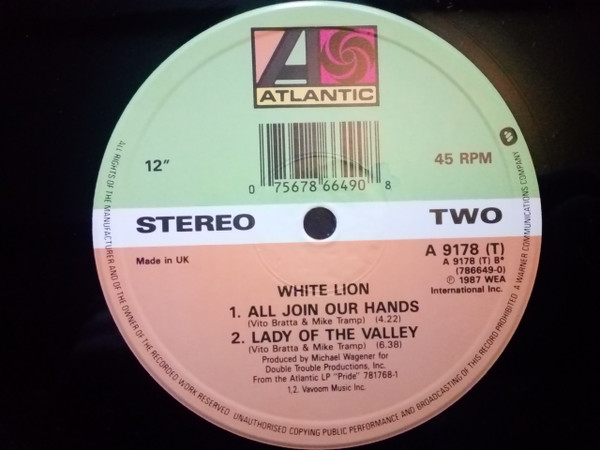 ATLANTIC
12"
45 RPM
0 75678 66490 8
STEREO
TWO
Made in UK
A 9178 (T)
A 9178 (T) 8*
(786649-0)
℗ 1987 WEA
International Inc.
WHITE LION
1. ALL JOIN OUR HANDS
(Vito Bratta & Mike Tramp) (4.22)
2. LADY OF THE VALLEY
(Vito Bratta & Mike Tramp) (6.38)
Produced by Michael Wagener for
Double Trouble Productions, Inc.
From the Atlantic LP "Pride" 781768-1
1,2. Vavoom Music Inc.
ALL RIGHTS OF THE MANUFACTURER AND OF THE OWNER OF THE RECORDED WORK RESERVED. UNAUTHORISED COPYING PUBLIC PERFORMANCE AND BROADCASTING OF THIS RECORD PROHIBITED. A WARNER COMMUNICATIONS COMPANY